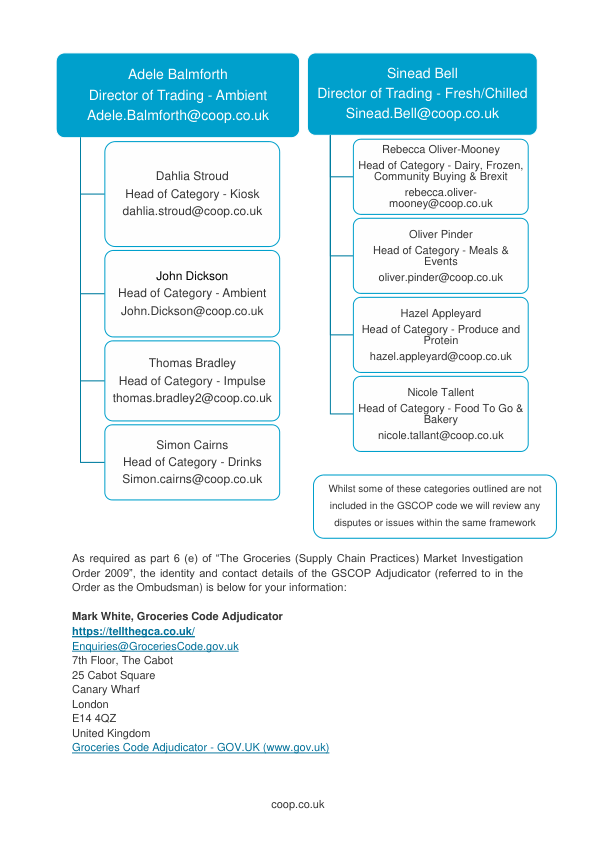 Adele Balmforth
Director of Trading - Ambient
Adele.Balmforth@coop.co.uk
Dahlia Stroud
Head of Category - Kiosk
dahlia.stroud@coop.co.uk
John Dickson
Head of Category - Ambient
John.Dickson@coop.co.uk
Thomas Bradley
Head of Category - Impulse
thomas.bradley2@coop.co.uk
Simon Cairns
Head of Category - Drinks
Simon.cairns@coop.co.uk
Sinead Bell
Director of Trading - Fresh/Chilled
Sinead.Bell@coop.co.uk
Rebecca Oliver-Mooney
Head of Category - Dairy, Frozen,
Community Buying & Brexit
rebecca.oliver-
mooney@coop.co.uk
Oliver Pinder
Head of Category - Meals &
Events
oliver.pinder@coop.co.uk
Hazel Appleyard
Head of Category - Produce and
Protein
hazel.appleyard@coop.co.uk
Nicole Tallent
Head of Category - Food To Go &
Bakery
nicole.tallant@coop.co.uk
Whilst some of these categories outlined are not
included in the GSCOP code we will review any
disputes or issues within the same framework
As required as part 6 (e) of “The Groceries (Supply Chain Practices) Market Investigation
Order 2009”, the identity and contact details of the GSCOP Adjudicator (referred to in the
Order as the Ombudsman) is below for your information:
Mark White, Groceries Code Adjudicator
https://tellthegca.co.uk/
Enquiries@GroceriesCode.gov.uk
7th Floor, The Cabot
25 Cabot Square
Canary Wharf
London
E14 4QZ
United Kingdom
Groceries Code Adjudicator - GOV.UK (www.gov.uk)
coop.co.uk